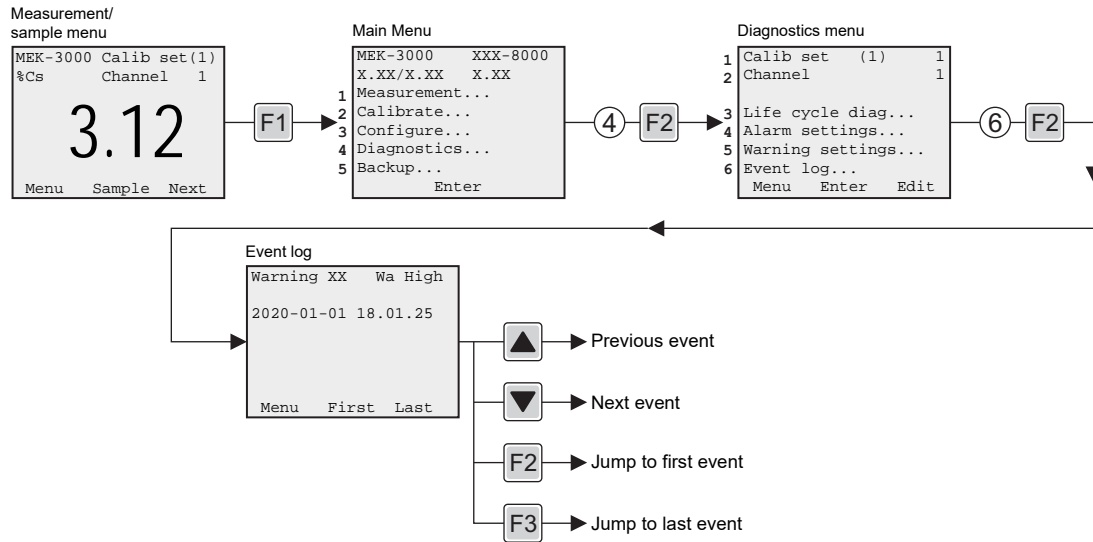 Measurement/
sample menu
MEK-3000 Calib set(1)
%Cs Channel 1
3.12
Menu Sample Next
F1
Main Menu
MEK-3000 XXX-8000
X.XX/X.XX X.XX
1 Measurement...
2 Calibrate...
3 Configure...
4 Diagnostics...
5 Backup...
Enter
4
F2
Diagnostics menu
1 Calib set (1) 1
2 Channel 1
3 Life cycle diag...
4 Alarm settings...
5 Warning settings...
6 Event log...
Menu Enter Edit
6
F2
Event log
Warning XX Wa High
2020-01-01 18.01.25
Menu First Last
Previous event
Next event
F2 Jump to first event
F3 Jump to last event